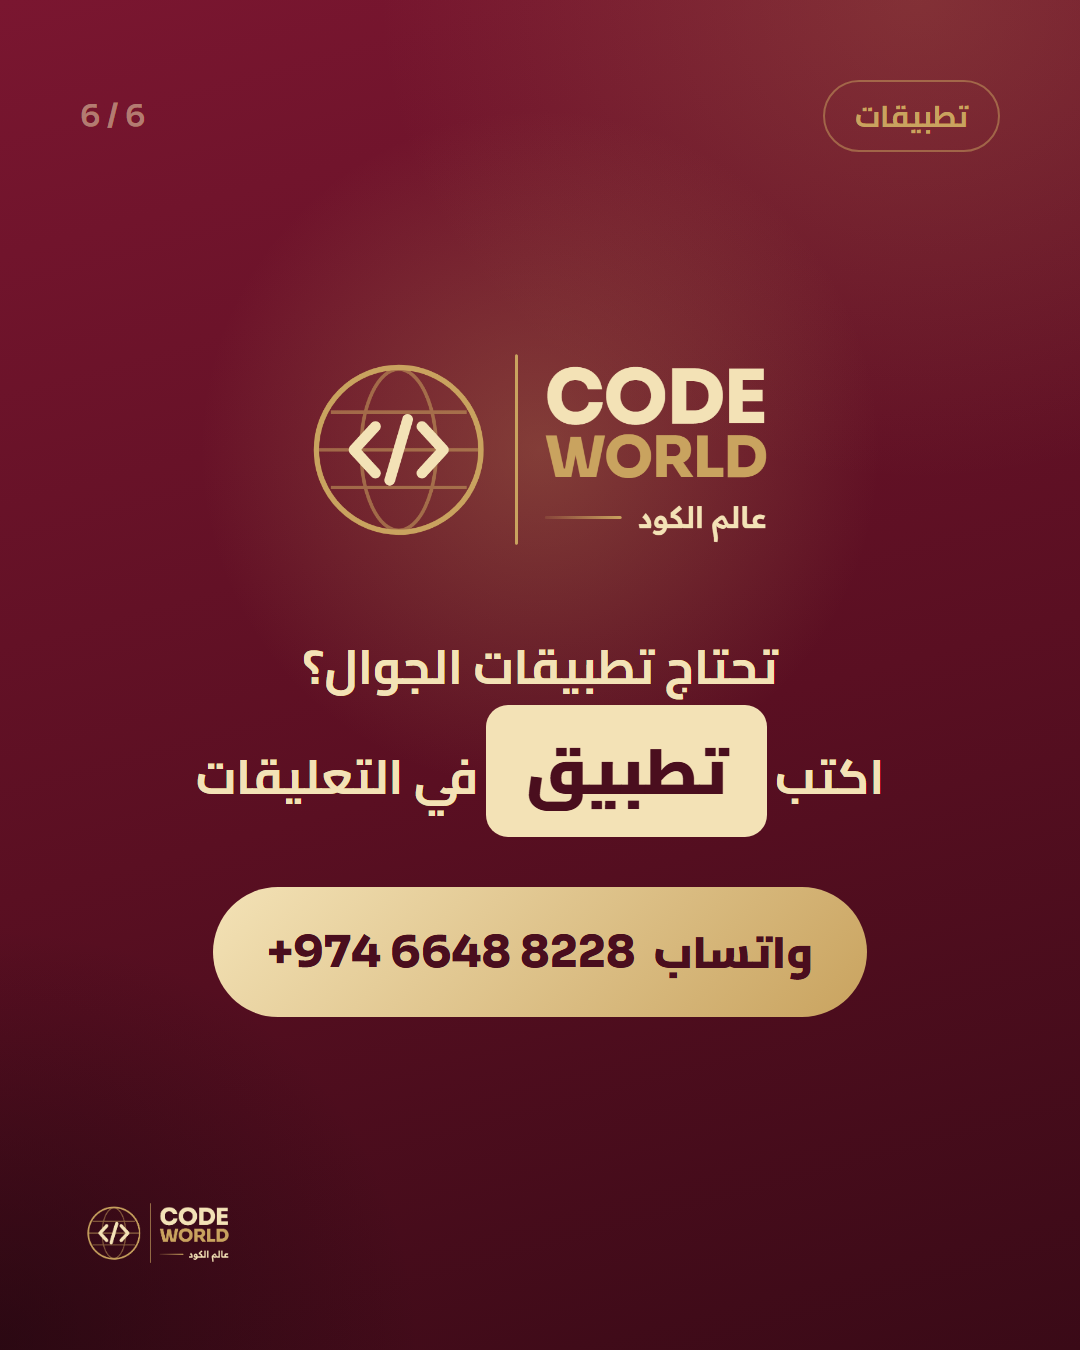 تطبيقات
6 / 6
</>
CODE
WORLD
عالم الكود
تحتاج تطبيقات الجوال؟
اكتب تطبيق في التعليقات
واتساب +974 6648 8228
</>
CODE
WORLD
عالم الكود